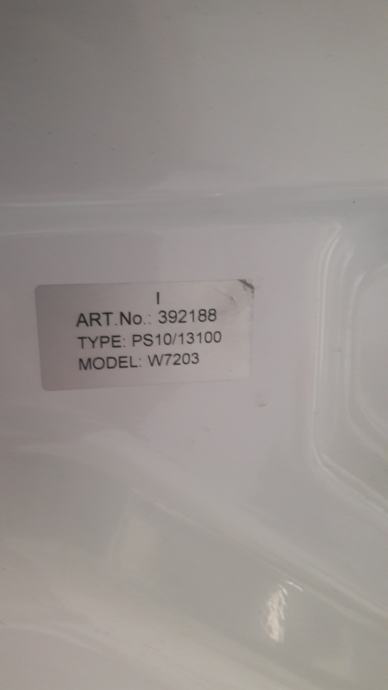 I
ART.No.: 392188
TYPE: PS10/13100
MODEL: W7203